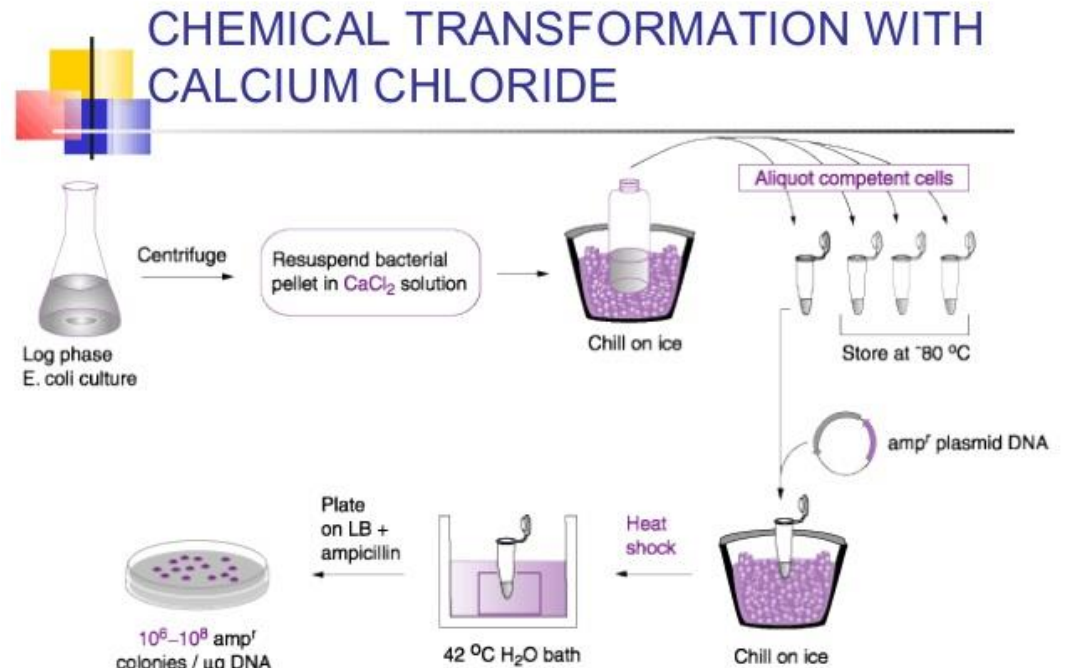 CHEMICAL TRANSFORMATION WITH
CALCIUM CHLORIDE
Aliquot competent cells
Centrifuge
Resuspend bacterial
pellet in CaCl₂ solution
Chill on ice
Store at ⁻80 ⁰C
Log phase
E. coli culture
ampʳ plasmid DNA
Heat
shock
Plate
on LB +
ampicillin
10⁶–10⁸ ampʳ
colonies / µg DNA
42 ⁰C H₂O bath
Chill on ice